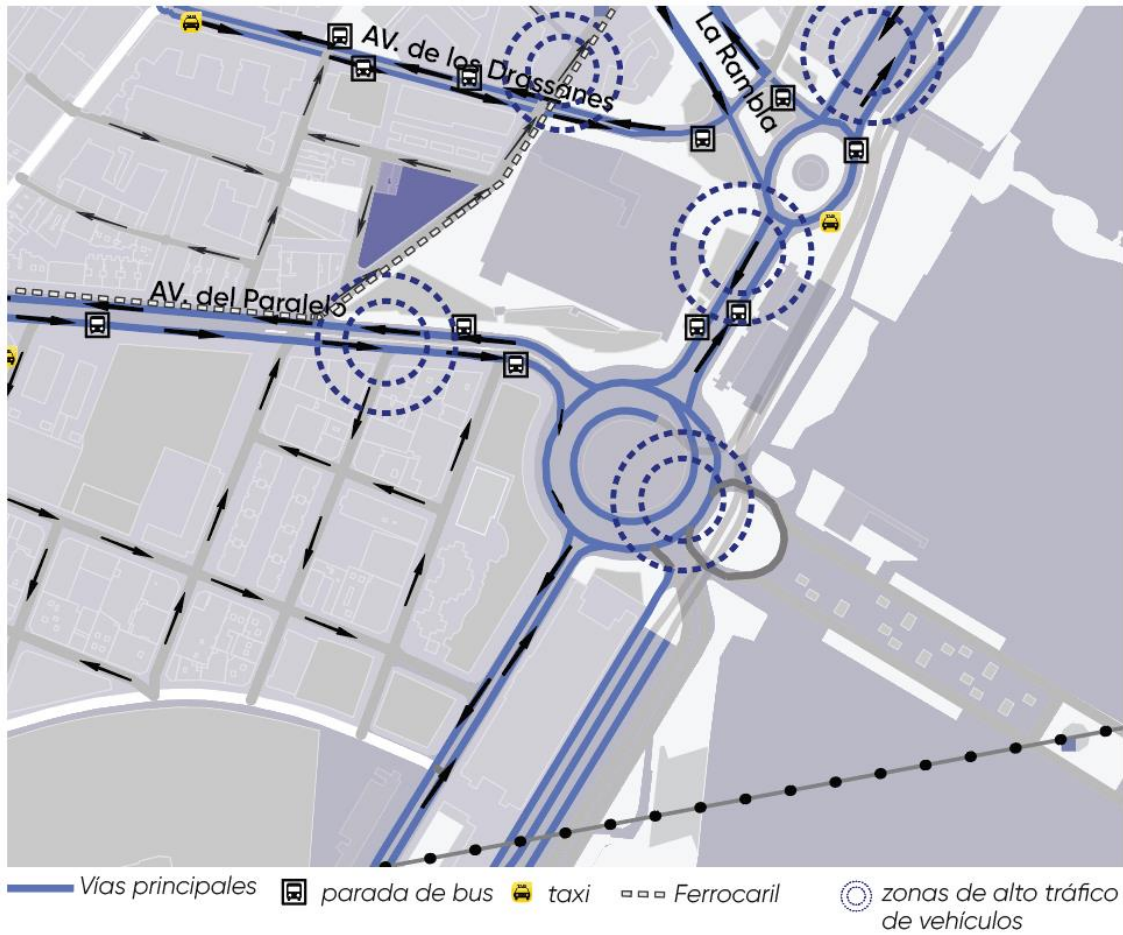 AV. de los Drassanes
La Rambla
AV. del Paralelo
Vías principales
parada de bus
taxi
Ferrocaril
zonas de alto tráfico
de vehículos